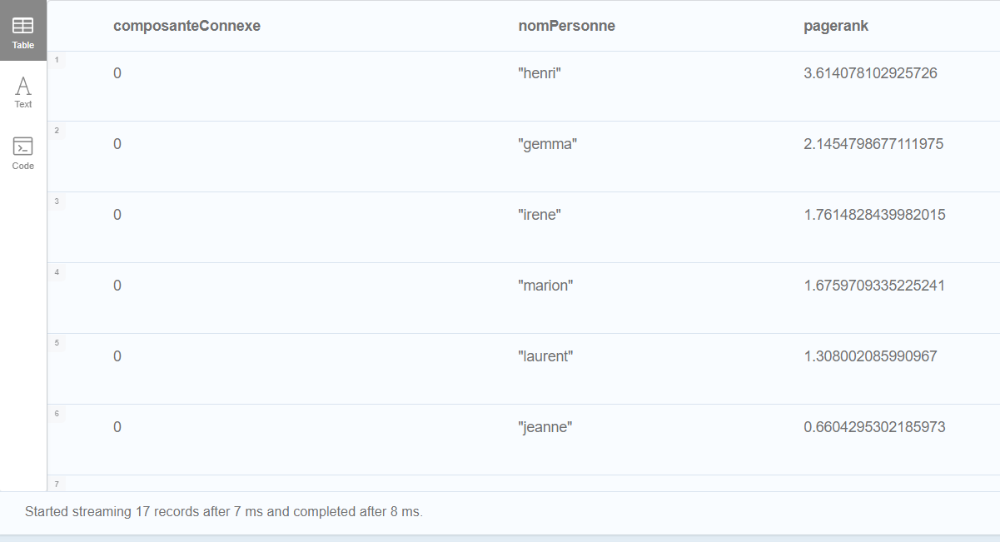 Table
Text
Code
composanteConnexe nomPersonne pagerank
1 0 "henri" 3.614078102925726
2 0 "gemma" 2.1454798677111975
3 0 "irene" 1.7614828439982015
4 0 "marion" 1.6759709335225241
5 0 "laurent" 1.308002085990967
6 0 "jeanne" 0.6604295302185973
7
Started streaming 17 records after 7 ms and completed after 8 ms.